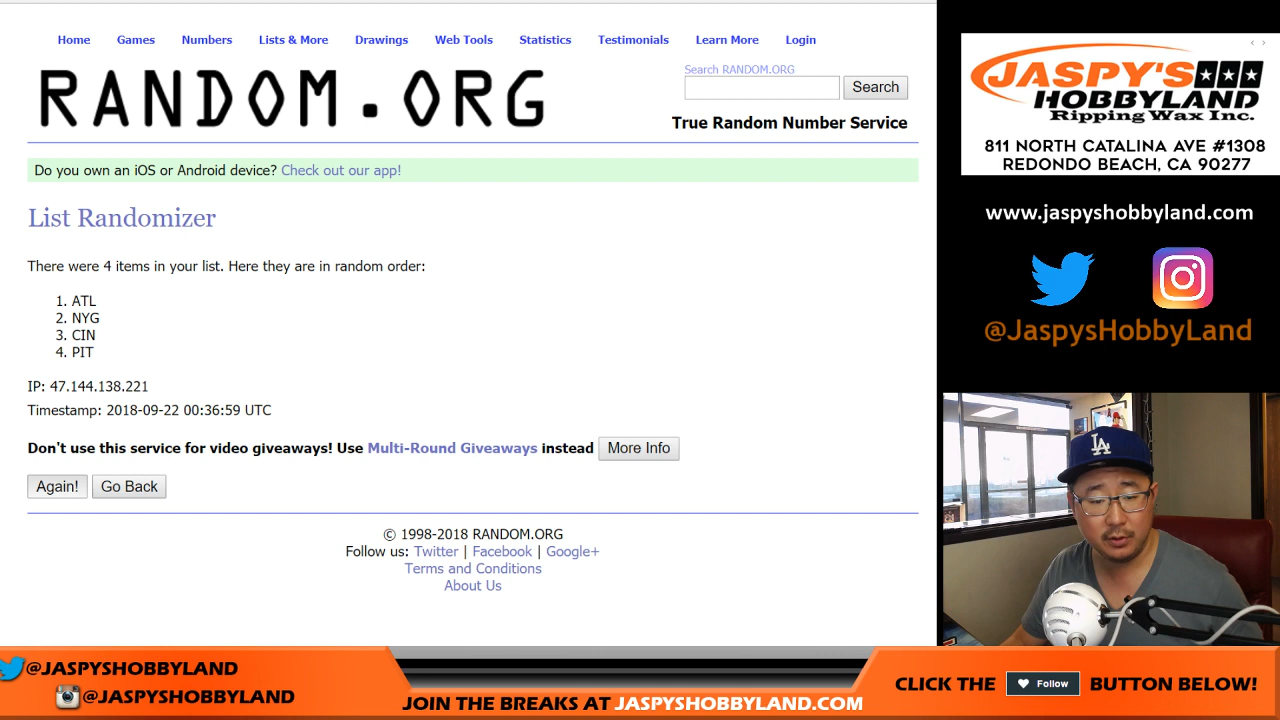 Home Games Numbers Lists & More Drawings Web Tools Statistics Testimonials Learn More Login
RANDOM.ORG
Search RANDOM.ORG
Search
True Random Number Service
Do you own an iOS or Android device? Check out our app!
List Randomizer
There were 4 items in your list. Here they are in random order:
1. ATL
2. NYG
3. CIN
4. PIT
IP: 47.144.138.221
Timestamp: 2018-09-22 00:36:59 UTC
Don't use this service for video giveaways! Use Multi-Round Giveaways instead More Info
Again! Go Back
© 1998-2018 RANDOM.ORG
Follow us: Twitter | Facebook | Google+
Terms and Conditions
About Us
JASPY'S
HOBBYLAND
Ripping Wax Inc.
811 NORTH CATALINA AVE #1308
REDONDO BEACH, CA 90277
www.jaspyshobbyland.com
@JaspysHobbyLand
LA
@JASPYSHOBBYLAND
@JASPYSHOBBYLAND
JOIN THE BREAKS AT JASPYSHOBBYLAND.COM
CLICK THE Follow BUTTON BELOW!